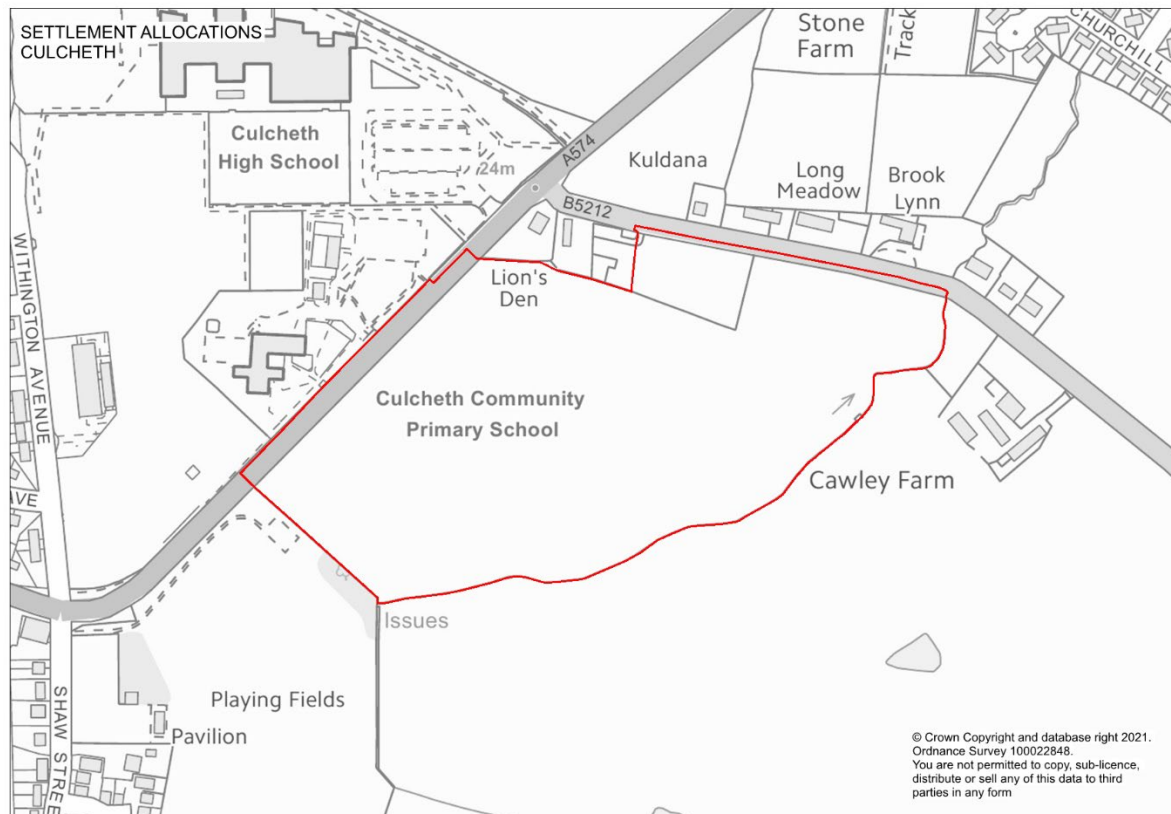 SETTLEMENT ALLOCATIONS
CULCHETH
Stone
Farm
Track
CHURCHILL
Culcheth
High School
24m
A574
Kuldana
Long
Meadow
Brook
Lynn
B5212
WITHINGTON AVENUE
Lion's
Den
Culcheth Community
Primary School
Cawley Farm
AVE
Issues
Playing Fields
Pavilion
SHAW STREE
© Crown Copyright and database right 2021.
Ordnance Survey 100022848.
You are not permitted to copy, sub-licence,
distribute or sell any of this data to third
parties in any form